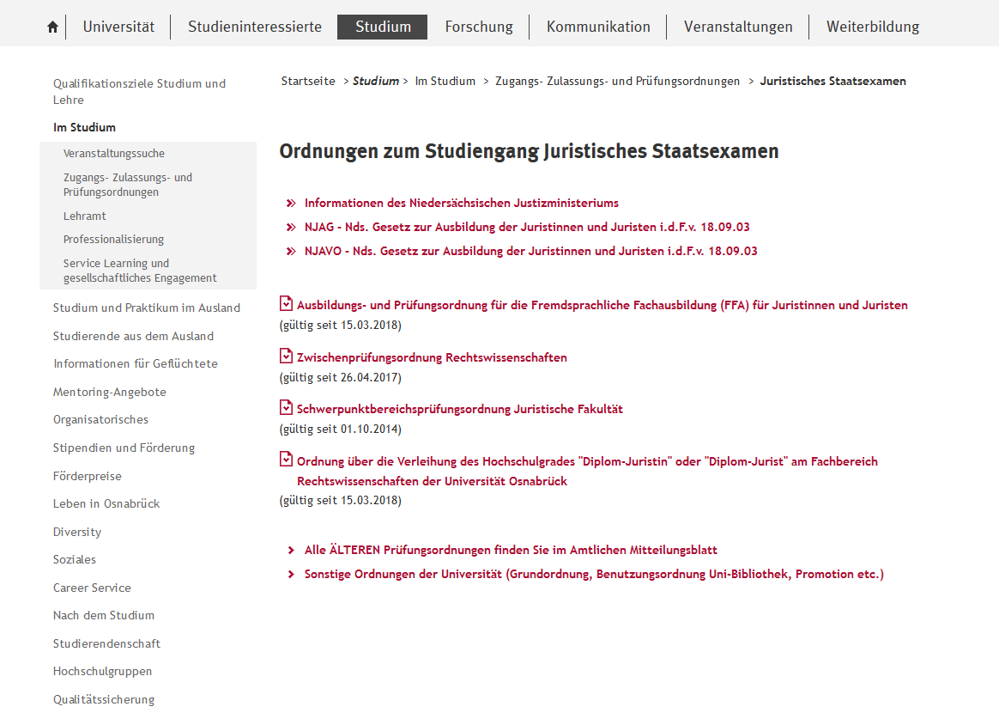 Universität
Studieninteressierte
Studium
Forschung
Kommunikation
Veranstaltungen
Weiterbildung
Qualifikationsziele Studium und
Lehre
Im Studium
Veranstaltungssuche
Zugangs- Zulassungs- und
Prüfungsordnungen
Lehramt
Professionalisierung
Service Learning und
gesellschaftliches Engagement
Studium und Praktikum im Ausland
Studierende aus dem Ausland
Informationen für Geflüchtete
Mentoring-Angebote
Organisatorisches
Stipendien und Förderung
Förderpreise
Leben in Osnabrück
Diversity
Soziales
Career Service
Nach dem Studium
Studierendenschaft
Hochschulgruppen
Qualitätssicherung
Startseite > Studium > Im Studium > Zugangs- Zulassungs- und Prüfungsordnungen > Juristisches Staatsexamen
Ordnungen zum Studiengang Juristisches Staatsexamen
Informationen des Niedersächsischen Justizministeriums
NJAG - Nds. Gesetz zur Ausbildung der Juristinnen und Juristen i.d.F.v. 18.09.03
NJAVO - Nds. Gesetz zur Ausbildung der Juristinnen und Juristen i.d.F.v. 18.09.03
Ausbildungs- und Prüfungsordnung für die Fremdsprachliche Fachausbildung (FFA) für Juristinnen und Juristen
(gültig seit 15.03.2018)
Zwischenprüfungsordnung Rechtswissenschaften
(gültig seit 26.04.2017)
Schwerpunktbereichsprüfungsordnung Juristische Fakultät
(gültig seit 01.10.2014)
Ordnung über die Verleihung des Hochschulgrades "Diplom-Juristin" oder "Diplom-Jurist" am Fachbereich
Rechtswissenschaften der Universität Osnabrück
(gültig seit 15.03.2018)
Alle ÄLTEREN Prüfungsordnungen finden Sie im Amtlichen Mitteilungsblatt
Sonstige Ordnungen der Universität (Grundordnung, Benutzungsordnung Uni-Bibliothek, Promotion etc.)